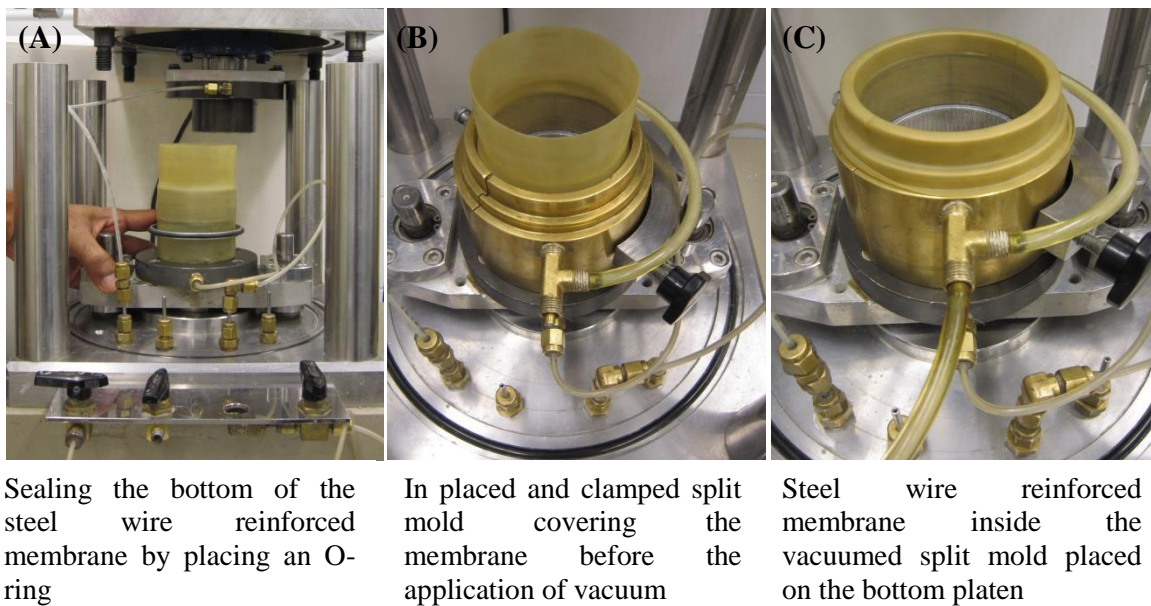 (A)
(B)
(C)
Sealing the bottom of the
steel wire reinforced
membrane by placing an O-
ring
In placed and clamped split
mold covering the
membrane before the
application of vacuum
Steel wire reinforced
membrane inside the
vacuumed split mold placed
on the bottom platen